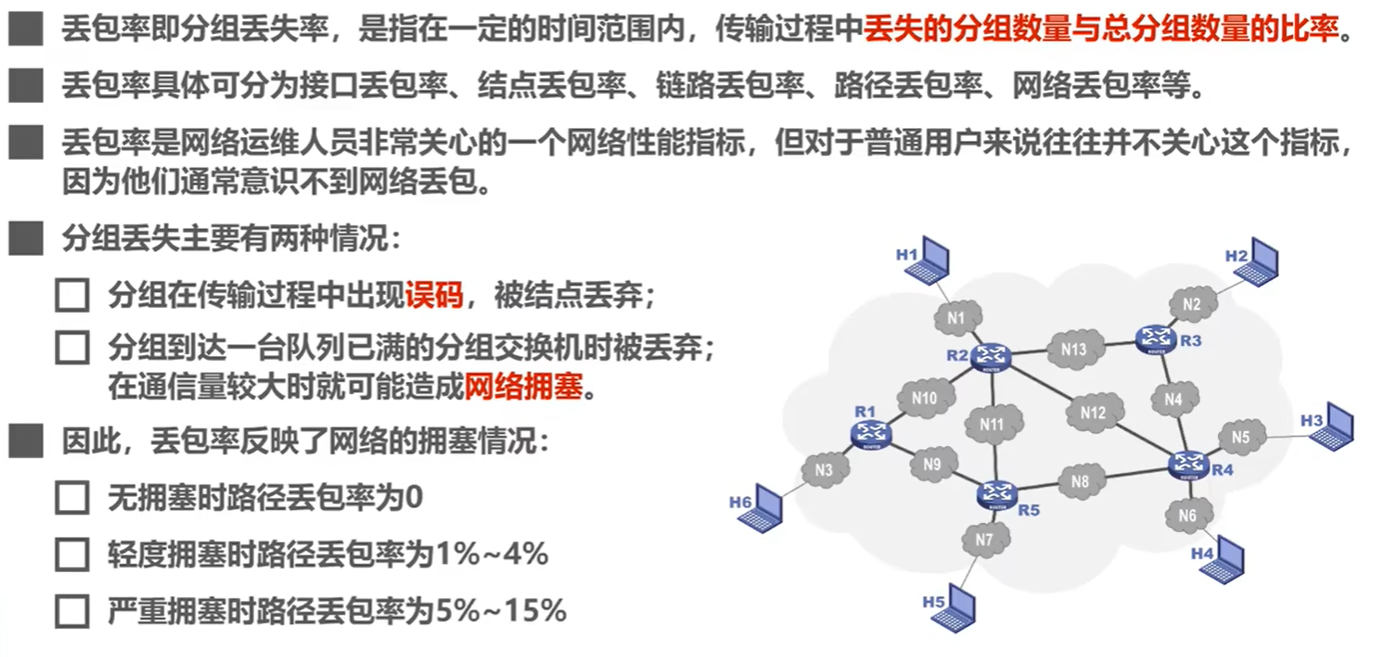 丢包率即分组丢失率，是指在一定的时间范围内，传输过程中丢失的分组数量与总分组数量的比率。
丢包率具体可分为接口丢包率、结点丢包率、链路丢包率、路径丢包率、网络丢包率等。
丢包率是网络运维人员非常关心的一个网络性能指标，但对于普通用户来说往往并不关心这个指标，
因为他们通常意识不到网络丢包。
分组丢失主要有两种情况：
分组在传输过程中出现误码，被结点丢弃；
分组到达一台队列已满的分组交换机时被丢弃；
在通信量较大时就可能造成网络拥塞。
因此，丢包率反映了网络的拥塞情况：
无拥塞时路径丢包率为0
轻度拥塞时路径丢包率为1%~4%
严重拥塞时路径丢包率为5%~15%
H1
H2
N1
N2
R2
N13
R3
ROUTER
ROUTER
N10
N12
N4
R1
N11
H3
ROUTER
N5
N3
N9
R4
ROUTER
N8
H6
R5
ROUTER
N6
N7
H4
H5